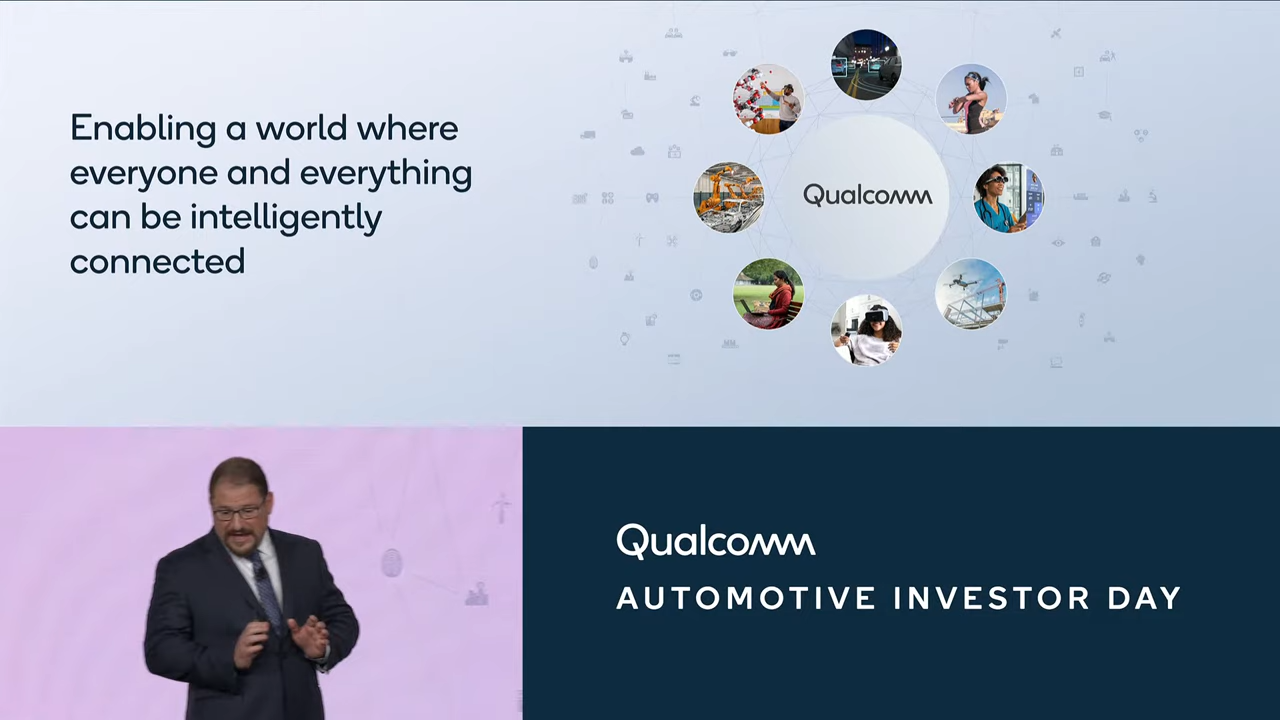 Enabling a world where
everyone and everything
can be intelligently
connected
Qualcomm
Qualcomm
AUTOMOTIVE INVESTOR DAY